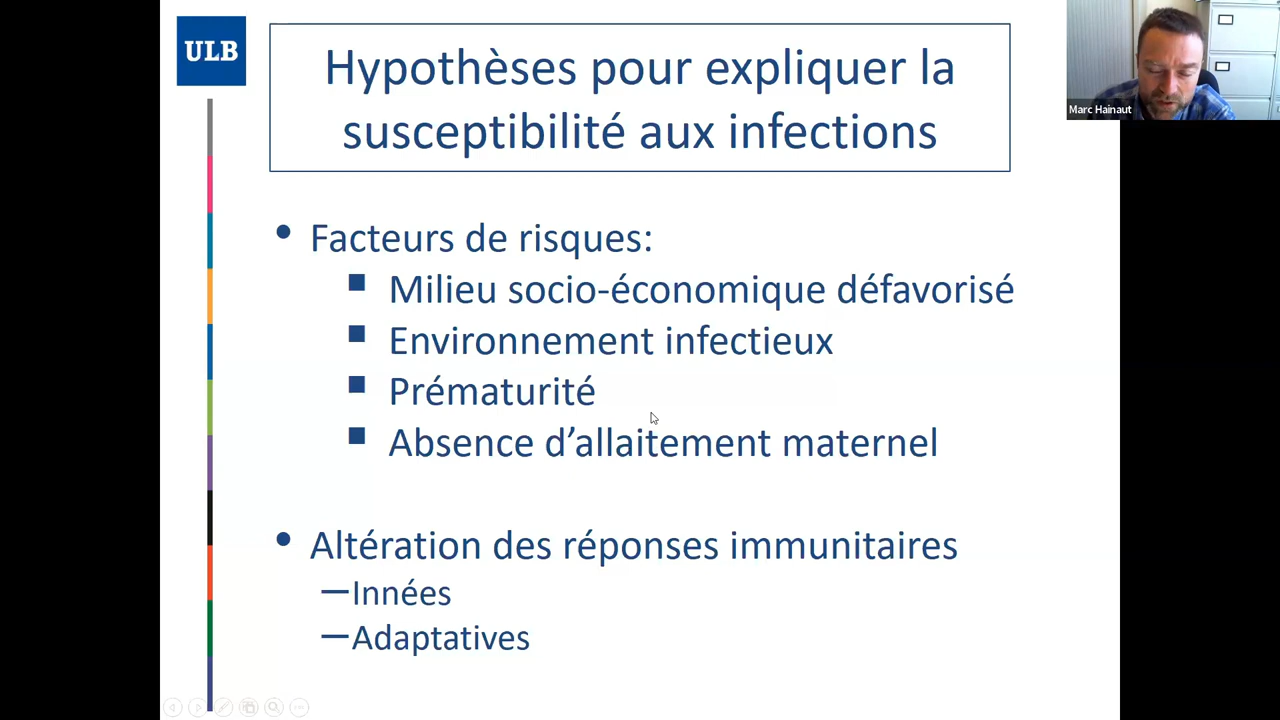 ULB
Hypothèses pour expliquer la
susceptibilité aux infections
Marc Hainaut
• Facteurs de risques:
▪ Milieu socio-économique défavorisé
▪ Environnement infectieux
▪ Prématurité
▪ Absence d’allaitement maternel
• Altération des réponses immunitaires
–Innées
–Adaptatives